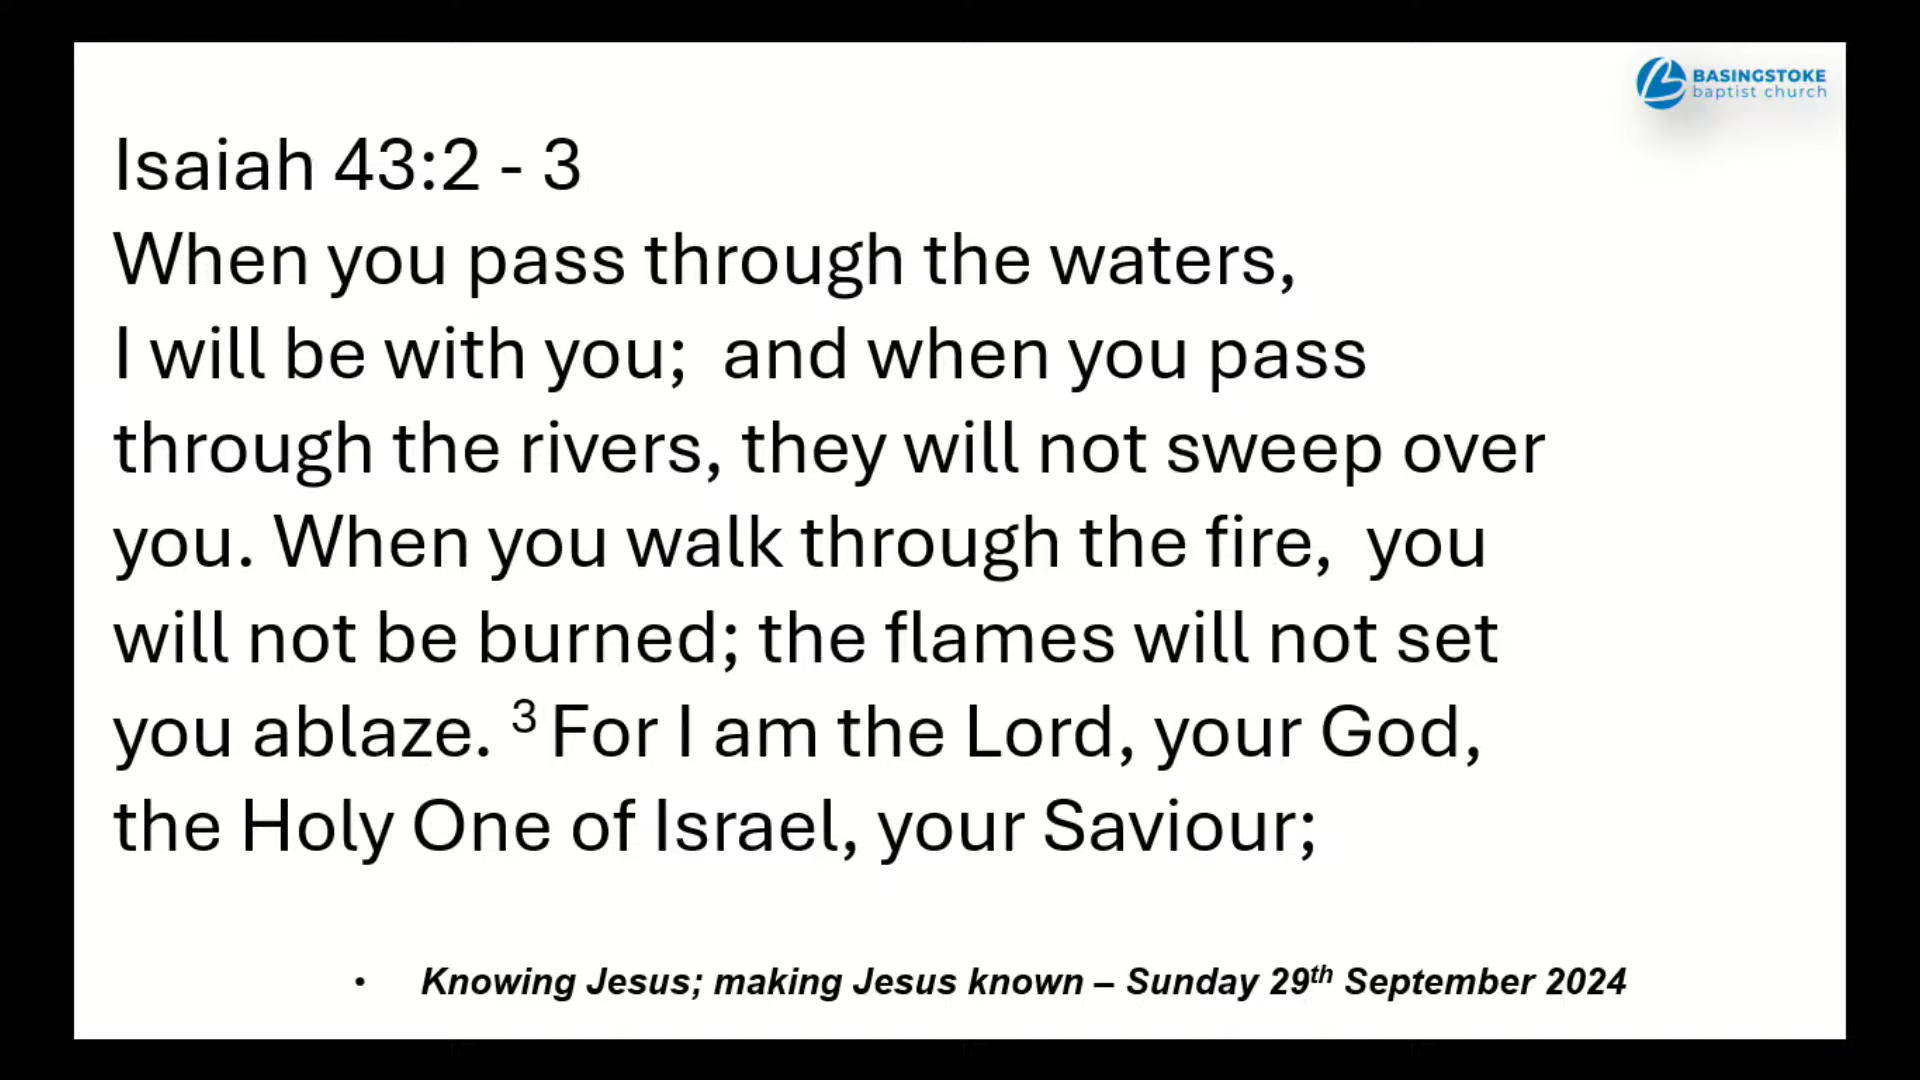 BASINGSTOKE
baptist church
Isaiah 43:2 - 3
When you pass through the waters,
I will be with you;  and when you pass
through the rivers, they will not sweep over
you. When you walk through the fire,  you
will not be burned; the flames will not set
you ablaze. ³ For I am the Lord, your God,
the Holy One of Israel, your Saviour;
• Knowing Jesus; making Jesus known – Sunday 29th September 2024